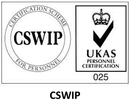 CERTIFICATION SCHEME
CSWIP
FOR PERSONNEL
UKAS
PERSONNEL
CERTIFICATION
025
CSWIP